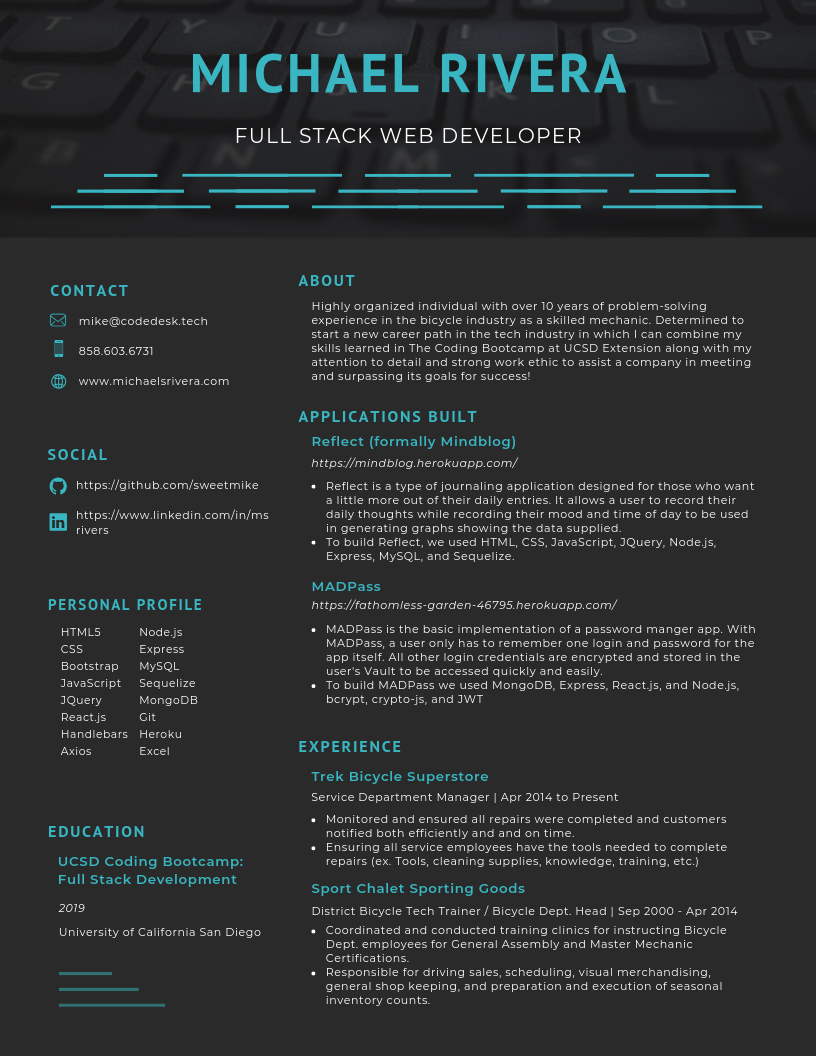 MICHAEL RIVERA
FULL STACK WEB DEVELOPER
CONTACT
mike@codedesk.tech
858.603.6731
www.michaelsrivera.com
SOCIAL
https://github.com/sweetmike
https://www.linkedin.com/in/ms
rivers
PERSONAL PROFILE
HTML5 Node.js
CSS Express
Bootstrap MySQL
JavaScript Sequelize
JQuery MongoDB
React.js Git
Handlebars Heroku
Axios Excel
EDUCATION
UCSD Coding Bootcamp:
Full Stack Development
2019
University of California San Diego
ABOUT
Highly organized individual with over 10 years of problem-solving
experience in the bicycle industry as a skilled mechanic. Determined to
start a new career path in the tech industry in which I can combine my
skills learned in The Coding Bootcamp at UCSD Extension along with my
attention to detail and strong work ethic to assist a company in meeting
and surpassing its goals for success!
APPLICATIONS BUILT
Reflect (formally Mindblog)
https://mindblog.herokuapp.com/
• Reflect is a type of journaling application designed for those who want
a little more out of their daily entries. It allows a user to record their
daily thoughts while recording their mood and time of day to be used
in generating graphs showing the data supplied.
• To build Reflect, we used HTML, CSS, JavaScript, JQuery, Node.js,
Express, MySQL, and Sequelize.
MADPass
https://fathomless-garden-46795.herokuapp.com/
• MADPass is the basic implementation of a password manger app. With
MADPass, a user only has to remember one login and password for the
app itself. All other login credentials are encrypted and stored in the
user's Vault to be accessed quickly and easily.
• To build MADPass we used MongoDB, Express, React.js, and Node.js,
bcrypt, crypto-js, and JWT
EXPERIENCE
Trek Bicycle Superstore
Service Department Manager | Apr 2014 to Present
• Monitored and ensured all repairs were completed and customers
notified both efficiently and and on time.
• Ensuring all service employees have the tools needed to complete
repairs (ex. Tools, cleaning supplies, knowledge, training, etc.)
Sport Chalet Sporting Goods
District Bicycle Tech Trainer / Bicycle Dept. Head | Sep 2000 - Apr 2014
• Coordinated and conducted training clinics for instructing Bicycle
Dept. employees for General Assembly and Master Mechanic
Certifications.
• Responsible for driving sales, scheduling, visual merchandising,
general shop keeping, and preparation and execution of seasonal
inventory counts.